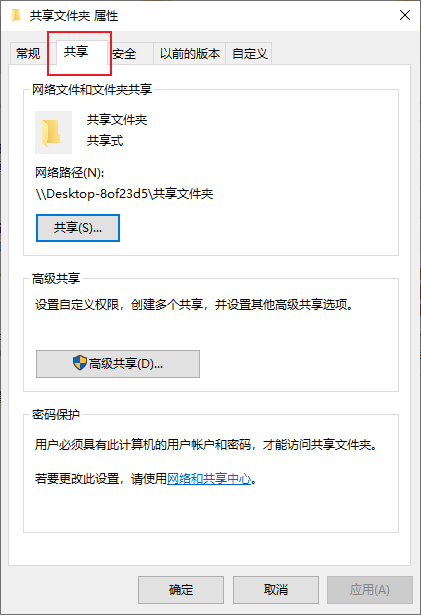 共享文件夹 属性
常规
共享
安全
以前的版本
自定义
网络文件和文件夹共享
共享文件夹
共享式
网络路径(N):
\\Desktop-8of23d5\共享文件夹
共享(S)...
高级共享
设置自定义权限，创建多个共享，并设置其他高级共享选项。
高级共享(D)...
密码保护
用户必须具有此计算机的用户帐户和密码，才能访问共享文件夹。
若要更改此设置，请使用网络和共享中心。
确定
取消
应用(A)